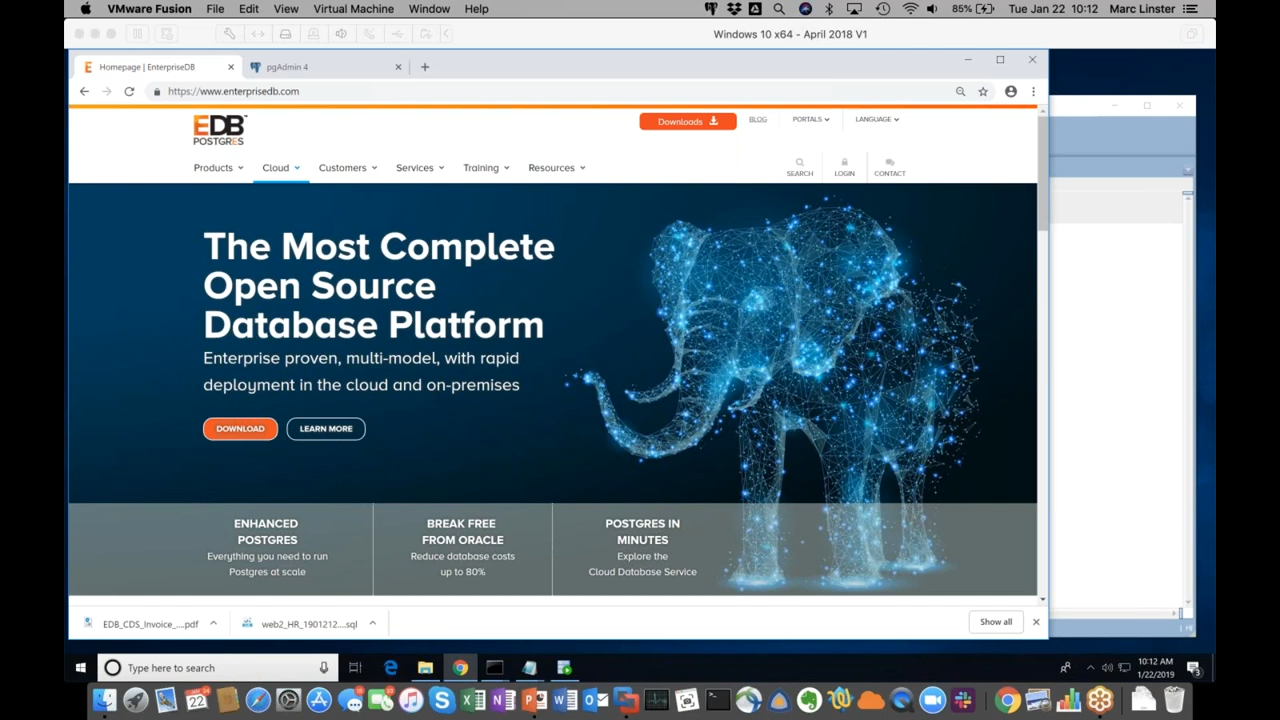 VMware Fusion File Edit View Virtual Machine Window Help 85% Tue Jan 22 10:12 Marc Linster
Windows 10 x64 - April 2018 V1
Homepage | EnterpriseDB
pgAdmin 4
https://www.enterprisedb.com
EDB
POSTGRES
Downloads
BLOG
PORTALS
LANGUAGE
Products Cloud Customers Services Training Resources
SEARCH LOGIN CONTACT
The Most Complete
Open Source
Database Platform
Enterprise proven, multi-model, with rapid
deployment in the cloud and on-premises
DOWNLOAD
LEARN MORE
ENHANCED
POSTGRES
Everything you need to run
Postgres at scale
BREAK FREE
FROM ORACLE
Reduce database costs
up to 80%
POSTGRES IN
MINUTES
Explore the
Cloud Database Service
EDB_CDS_Invoice_....pdf
web2_HR_1901212....sql
Show all
Type here to search
10:12 AM
1/22/2019